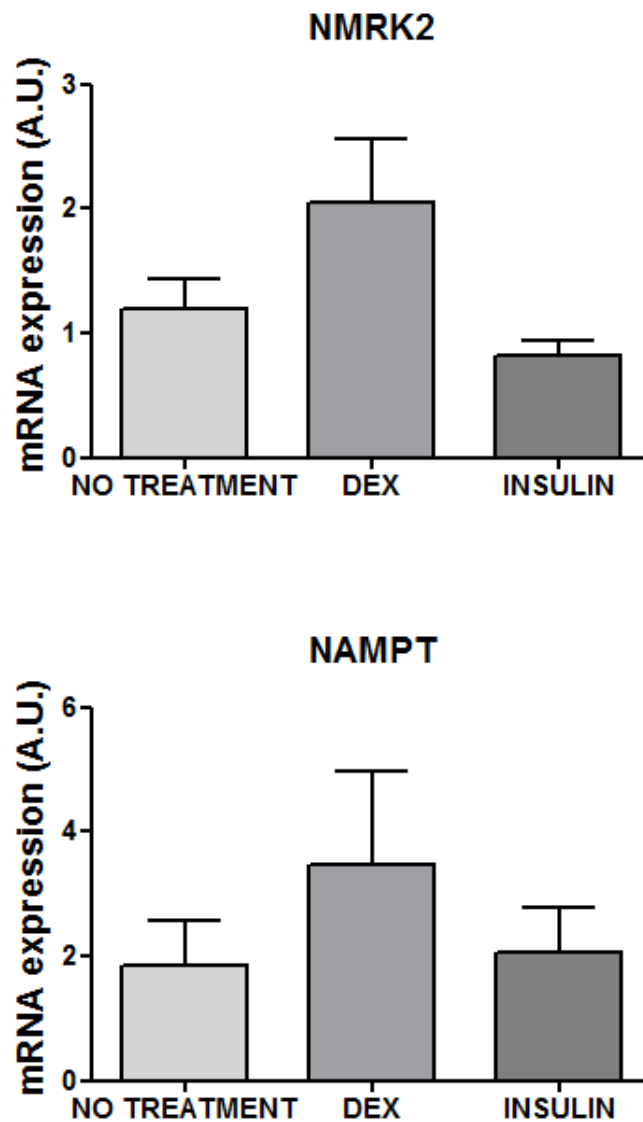 NMRK2
mRNA expression (A.U.)
3
2
1
0
NO TREATMENT DEX INSULIN
NAMPT
mRNA expression (A.U.)
6
4
2
0
NO TREATMENT DEX INSULIN